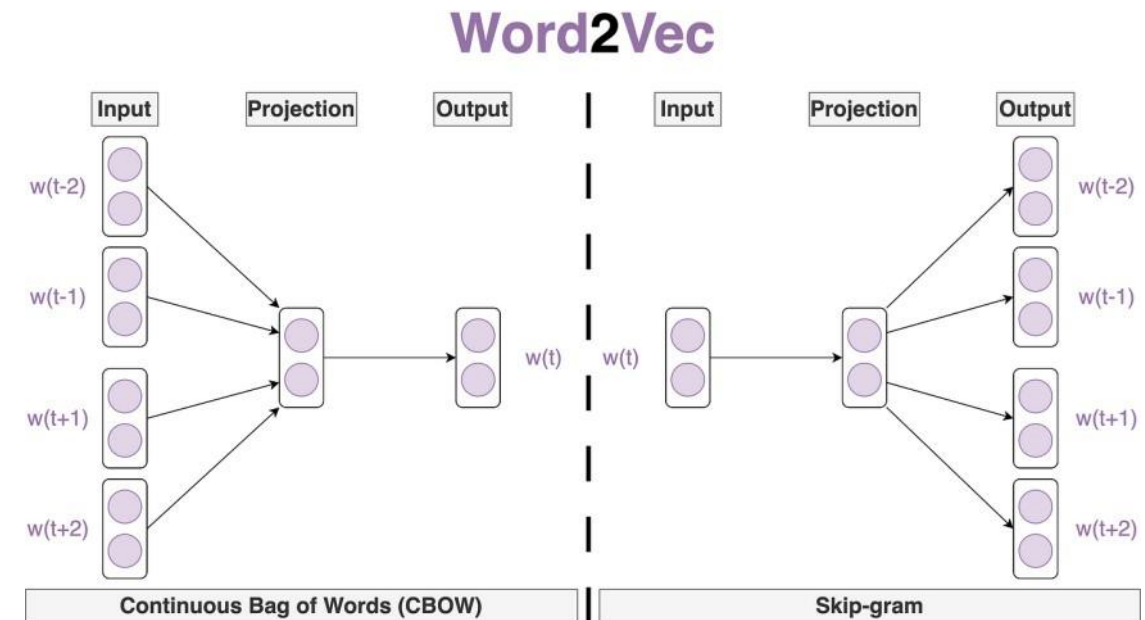 Word2Vec
Input Projection Output Input Projection Output
w(t-2) w(t-2)
w(t-1) w(t-1)
w(t) w(t)
w(t+1) w(t+1)
w(t+2) w(t+2)
Continuous Bag of Words (CBOW) Skip-gram